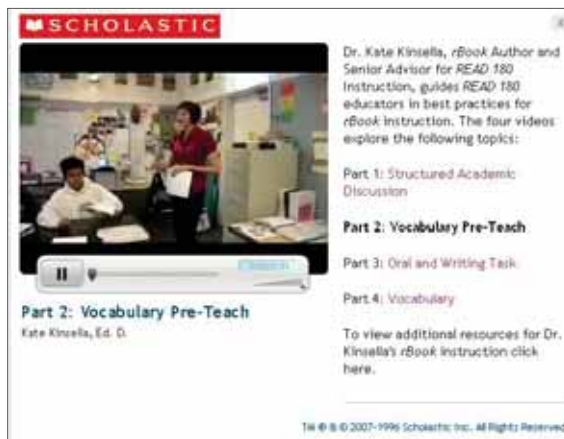 SCHOLASTIC
Dr. Kate Kinsella, rBook Author and
Senior Advisor for READ 180
Instruction, guides READ 180
educators in best practices for
rBook instruction. The four videos
explore the following topics:
Part 1: Structured Academic
Discussion
Part 2: Vocabulary Pre-Teach
Part 3: Oral and Writing Task
Part 4: Vocabulary
To view additional resources for Dr.
Kinsella's rBook instruction click
here.
Part 2: Vocabulary Pre-Teach
Kate Kinsella, Ed. D.
TM ® & © 2007-1996 Scholastic Inc. All Rights Reserved